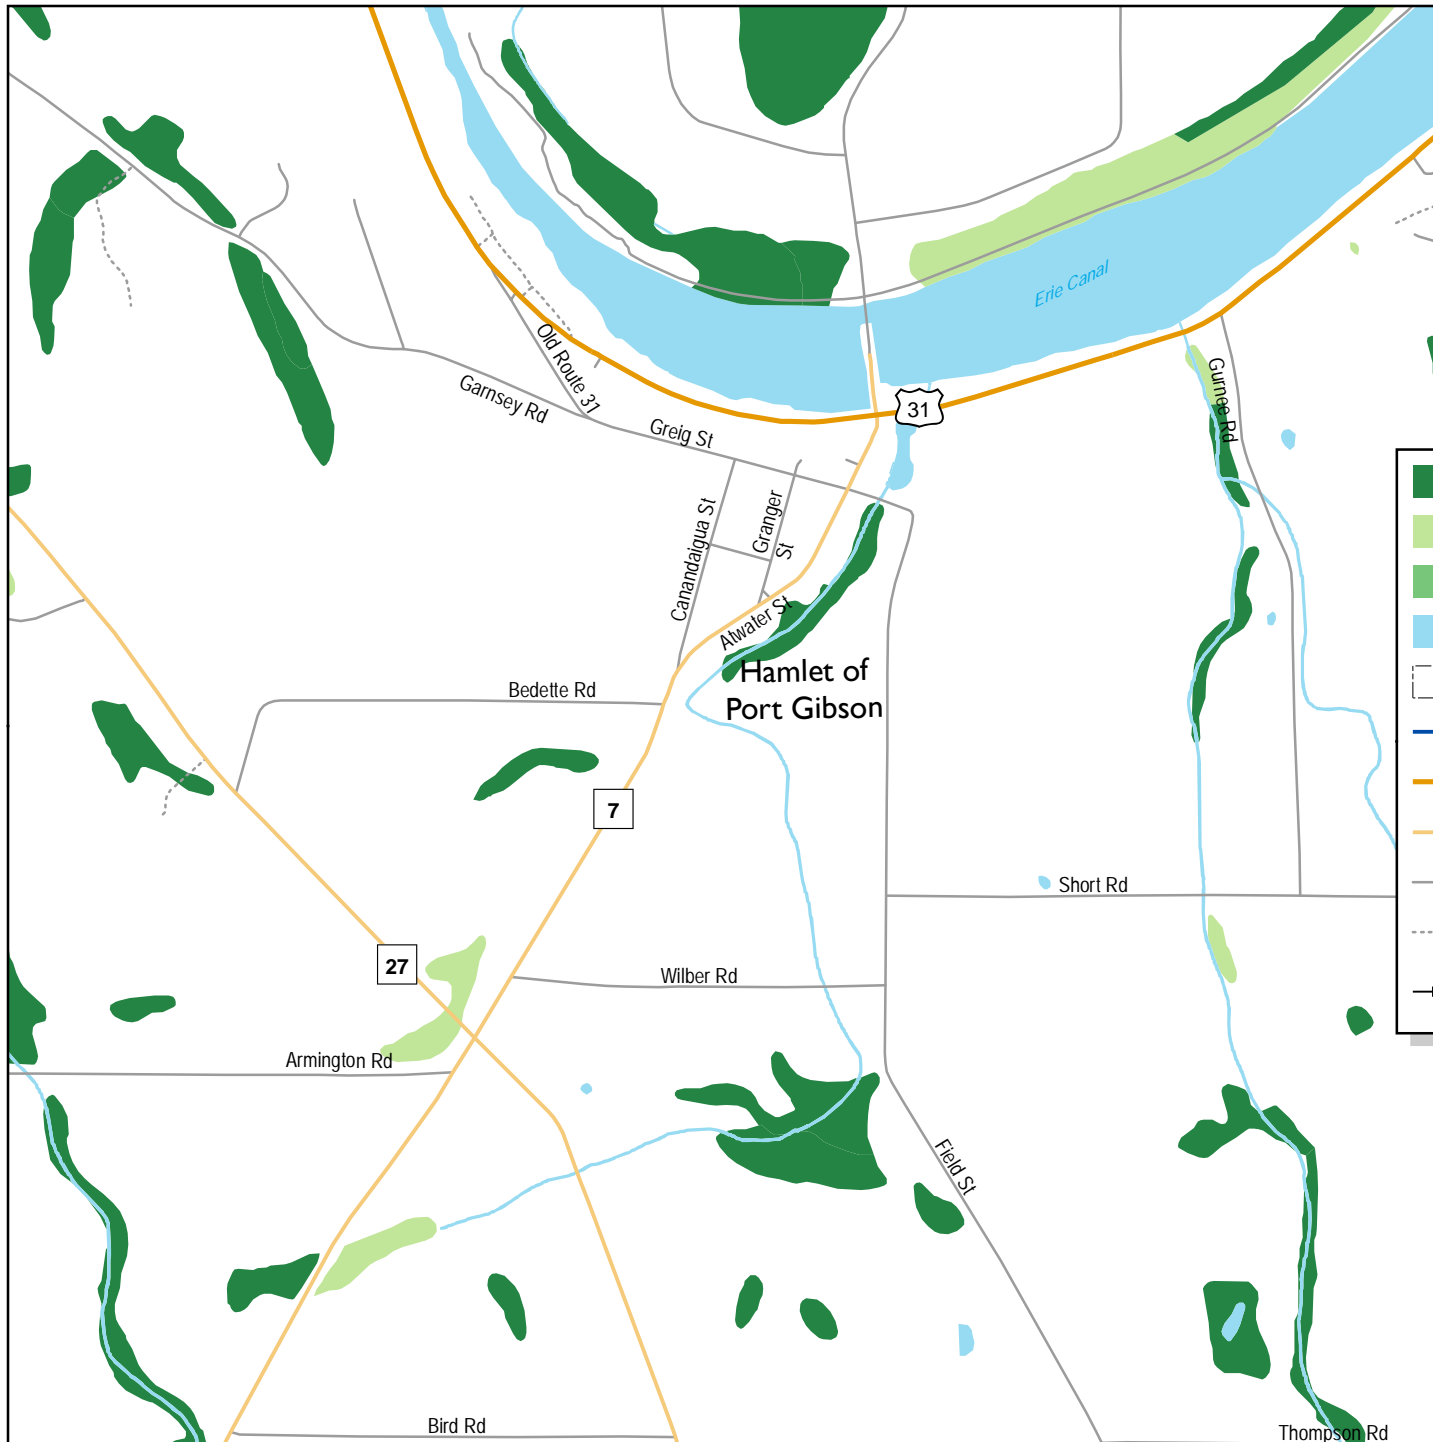 Erie Canal
Old Route 31
Gurnee Rd
Garnsey Rd
31
Greig St
Canandaigua St
Granger
St
Atwater St
Hamlet of
Port Gibson
Bedette Rd
7
Short Rd
27
Wilber Rd
Armington Rd
Field St
Bird Rd
Thompson Rd